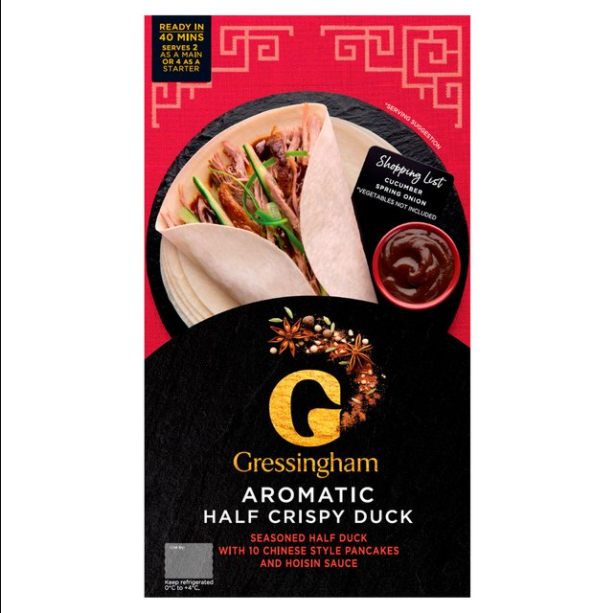 READY IN
40 MINS
SERVES 2
AS A MAIN
OR 4 AS A
STARTER
*SERVING SUGGESTION
Shopping List
CUCUMBER
SPRING ONION
*VEGETABLES NOT INCLUDED
G
Gressingham
AROMATIC
HALF CRISPY DUCK
SEASONED HALF DUCK
WITH 10 CHINESE STYLE PANCAKES
AND HOISIN SAUCE
Use By:
Keep refrigerated
0°C to +4°C.